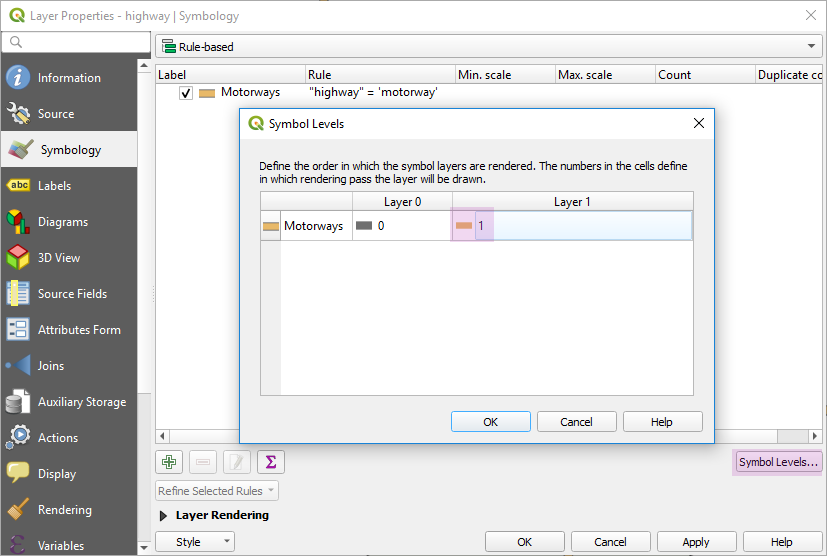 Layer Properties - highway | Symbology
Information
Source
Symbology
abc Labels
Diagrams
3D View
Source Fields
Attributes Form
Joins
Auxiliary Storage
Actions
Display
Rendering
Variables
Rule-based
Label Rule Min. scale Max. scale Count Duplicate co
Motorways "highway" = 'motorway'
Symbol Levels
Define the order in which the symbol layers are rendered. The numbers in the cells define
in which rendering pass the layer will be drawn.
Layer 0 Layer 1
Motorways 0 1
OK Cancel Help
Symbol Levels...
Refine Selected Rules
Layer Rendering
Style OK Cancel Apply Help